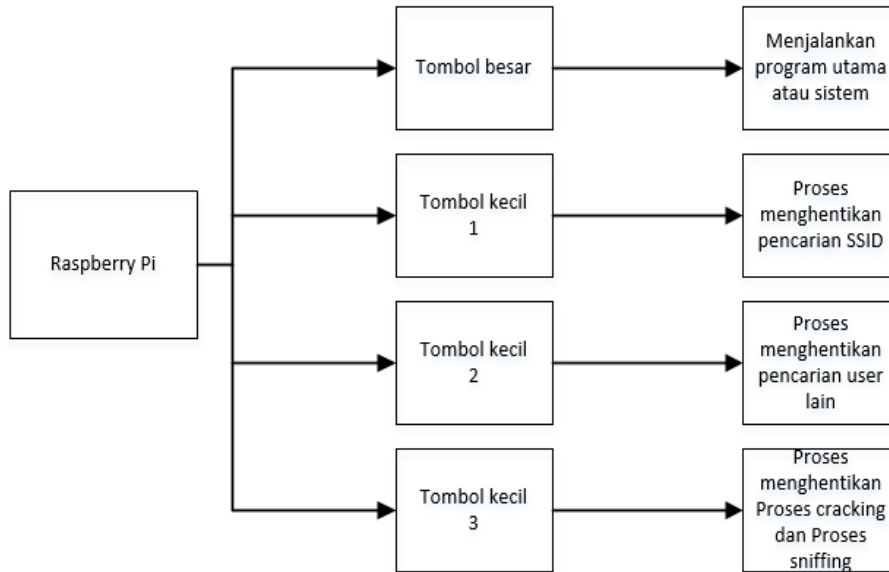 Raspberry Pi
Tombol besar
Menjalankan
program utama
atau sistem
Tombol kecil
1
Proses
menghentikan
pencarian SSID
Tombol kecil
2
Proses
menghentikan
pencarian user
lain
Tombol kecil
3
Proses
menghentikan
Proses cracking
dan Proses
sniffing